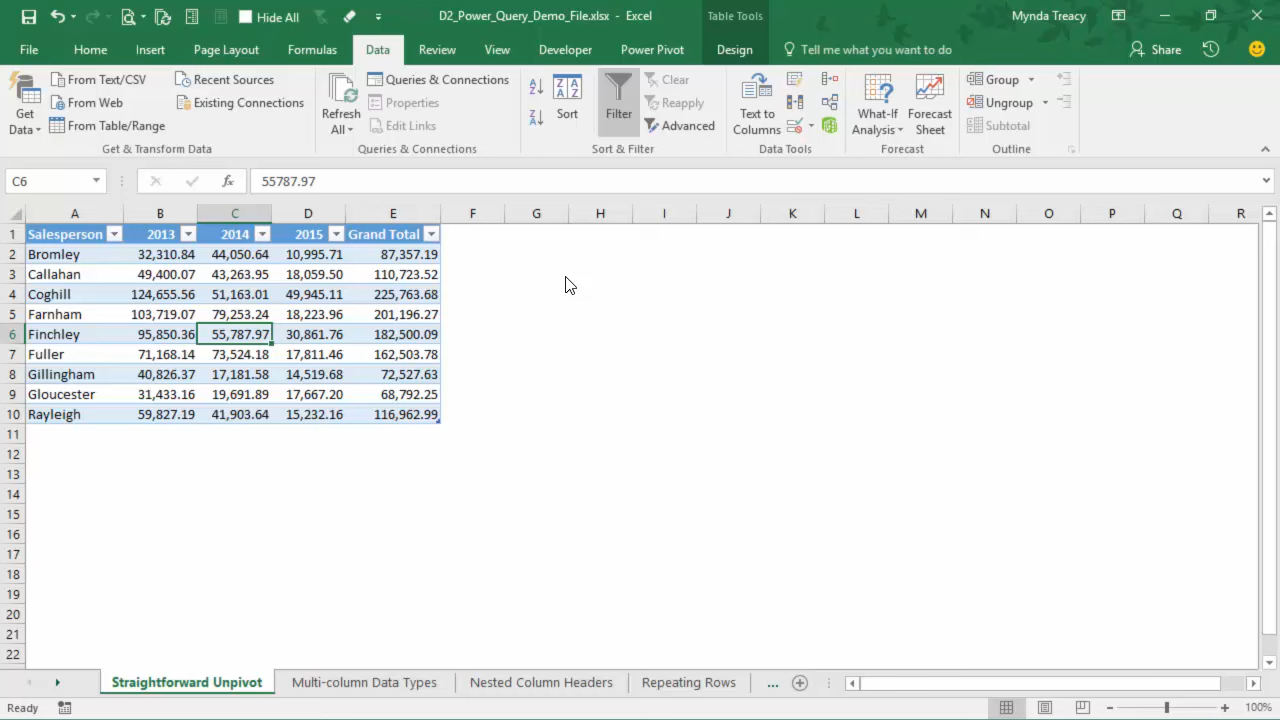 Hide All
D2_Power_Query_Demo_File.xlsx - Excel
Table Tools
Mynda Treacy
File Home Insert Page Layout Formulas Data Review View Developer Power Pivot Design Tell me what you want to do Share
Get Data
From Text/CSV
From Web
From Table/Range
Recent Sources
Existing Connections
Get & Transform Data
Refresh All
Queries & Connections
Properties
Edit Links
Queries & Connections
Sort
Filter
Clear
Reapply
Advanced
Sort & Filter
Text to Columns
Data Tools
What-If Analysis
Forecast Sheet
Forecast
Group
Ungroup
Subtotal
Outline
C6 fx 55787.97
A B C D E F G H I J K L M N O P Q R
1 Salesperson 2013 2014 2015 Grand Total
2 Bromley 32,310.84 44,050.64 10,995.71 87,357.19
3 Callahan 49,400.07 43,263.95 18,059.50 110,723.52
4 Coghill 124,655.56 51,163.01 49,945.11 225,763.68
5 Farnham 103,719.07 79,253.24 18,223.96 201,196.27
6 Finchley 95,850.36 55,787.97 30,861.76 182,500.09
7 Fuller 71,168.14 73,524.18 17,811.46 162,503.78
8 Gillingham 40,826.37 17,181.58 14,519.68 72,527.63
9 Gloucester 31,433.16 19,691.89 17,667.20 68,792.25
10 Rayleigh 59,827.19 41,903.64 15,232.16 116,962.99
11
12
13
14
15
16
17
18
19
20
21
22
Straightforward Unpivot Multi-column Data Types Nested Column Headers Repeating Rows ...
Ready 100%